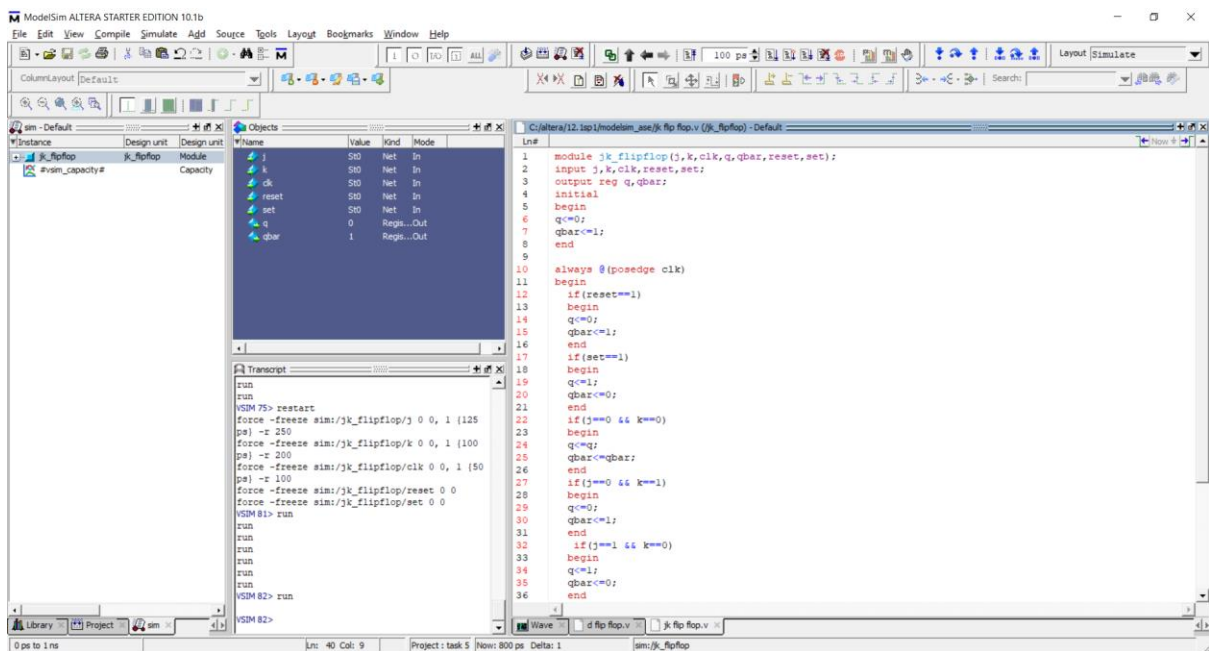 ModelSim ALTERA STARTER EDITION 10.1b
File Edit View Compile Simulate Add Source Tools Layout Bookmarks Window Help
100 ps
Layout Simulate
ColumnLayout Default
Search:
sim - Default
Instance Design unit Design unit
jk_flipflop jk_flipflop Module
#vsim_capacity# Capacity
Objects
Name Value Kind Mode
j St0 Net In
k St0 Net In
clk St0 Net In
reset St0 Net In
set St0 Net In
q 0 Regis...Out
qbar 1 Regis...Out
Transcript
run
run
VSIM 75> restart
force -freeze sim:/jk_flipflop/j 0 0, 1 {125
ps} -r 250
force -freeze sim:/jk_flipflop/k 0 0, 1 {100
ps} -r 200
force -freeze sim:/jk_flipflop/clk 0 0, 1 {50
ps} -r 100
force -freeze sim:/jk_flipflop/reset 0 0
force -freeze sim:/jk_flipflop/set 0 0
VSIM 81> run
run
run
run
run
run
run
VSIM 82> run
VSIM 82>
C:/altera/12.1sp1/modelsim_ase/jk flip flop.v (/jk_flipflop) - Default
Ln# Now
1 module jk_flipflop(j,k,clk,q,qbar,reset,set);
2 input j,k,clk,reset,set;
3 output reg q,qbar;
4 initial
5 begin
6 q<=0;
7 qbar<=1;
8 end
9
10 always @(posedge clk)
11 begin
12 if(reset==1)
13 begin
14 q<=0;
15 qbar<=1;
16 end
17 if(set==1)
18 begin
19 q<=1;
20 qbar<=0;
21 end
22 if(j==0 && k==0)
23 begin
24 q<=q;
25 qbar<=qbar;
26 end
27 if(j==0 && k==1)
28 begin
29 q<=0;
30 qbar<=1;
31 end
32 if(j==1 && k==0)
33 begin
34 q<=1;
35 qbar<=0;
36 end
Library Project sim
Wave d flip flop.v jk flip flop.v
0 ps to 1 ns Ln: 40 Col: 9 Project : task 5 Now: 800 ps Delta: 1 sim:/jk_flipflop